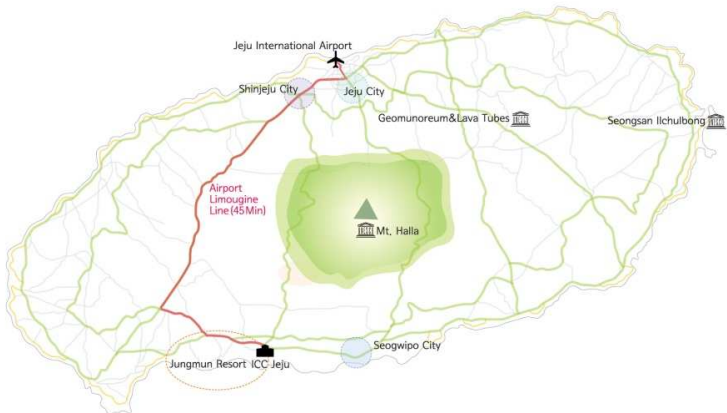 Jeju International Airport
Shinjeju City
Jeju City
Geomunoreum&Lava Tubes
Seongsan Ilchulbong
Airport
Limougine
Line(45Min)
Mt. Halla
Seogwipo City
Jungmun Resort
ICC Jeju